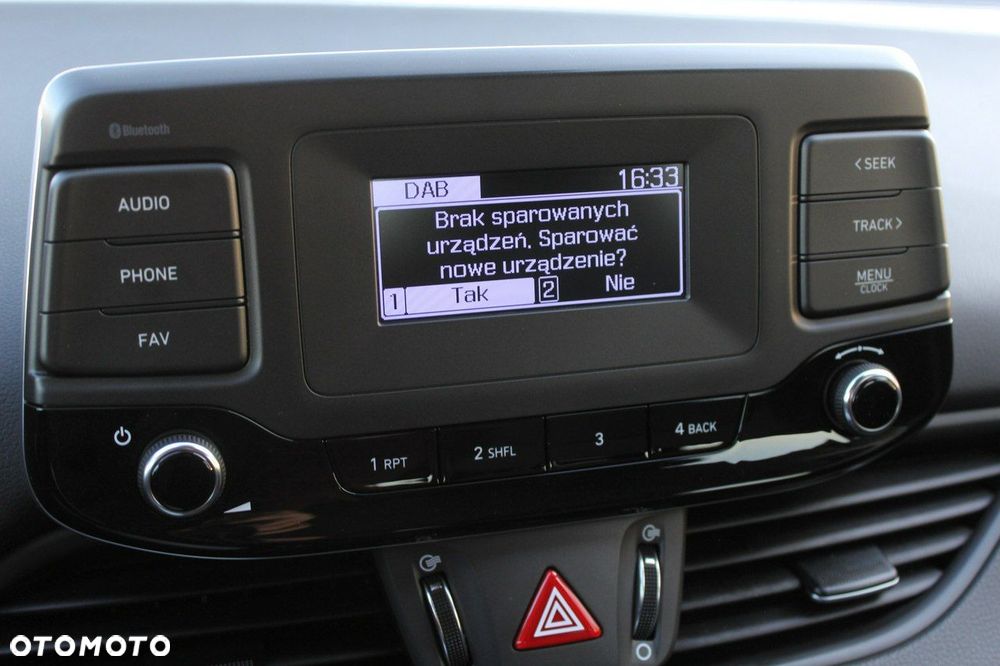 Bluetooth
AUDIO
PHONE
FAV
DAB 16:33
Brak sparowanych
urządzeń. Sparować
nowe urządzenie?
1 Tak 2 Nie
< SEEK
TRACK >
MENU
CLOCK
1 RPT
2 SHFL
3
4 BACK
OTOMOTO